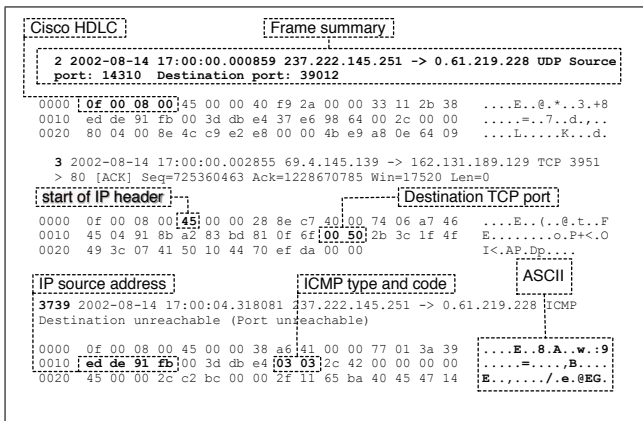 Cisco HDLC Frame summary
2 2002-08-14 17:00:00.000859 237.222.145.251 -> 0.61.219.228 UDP Source
port: 14310 Destination port: 39012
0000 0f 00 08 00 45 00 00 40 f9 2a 00 00 33 11 2b 38 ....E..@.*..3.+8
0010 ed de 91 fb 00 3d db e4 37 e6 98 64 00 2c 00 00 .....=..7..d.,..
0020 80 04 00 8e 4c c9 e2 e8 00 00 4b e9 a8 0e 64 09 ....L.....K...d.
3 2002-08-14 17:00:00.002855 69.4.145.139 -> 162.131.189.129 TCP 3951
> 80 [ACK] Seq=725360463 Ack=1228670785 Win=17520 Len=0
start of IP header Destination TCP port
0000 0f 00 08 00 45 00 00 28 8e c7 40 00 74 06 a7 46 ....E..(..@.t..F
0010 45 04 91 8b a2 83 bd 81 0f 6f 00 50 2b 3c 1f 4f E........o.P+<.O
0020 49 3c 07 41 50 10 44 70 ef da 00 00 I<.AP.Dp....
IP source address ICMP type and code ASCII
3739 2002-08-14 17:00:04.318081 237.222.145.251 -> 0.61.219.228 ICMP
Destination unreachable (Port unreachable)
0000 0f 00 08 00 45 00 00 38 a6 41 00 00 77 01 3a 39 ....E..8.A..w.:9
0010 ed de 91 fb 00 3d db e4 03 03 2c 42 00 00 00 00 .....=....,B....
0020 45 00 00 2c c2 bc 00 00 2f 11 65 ba 40 45 47 14 E..,..../.e.@EG.